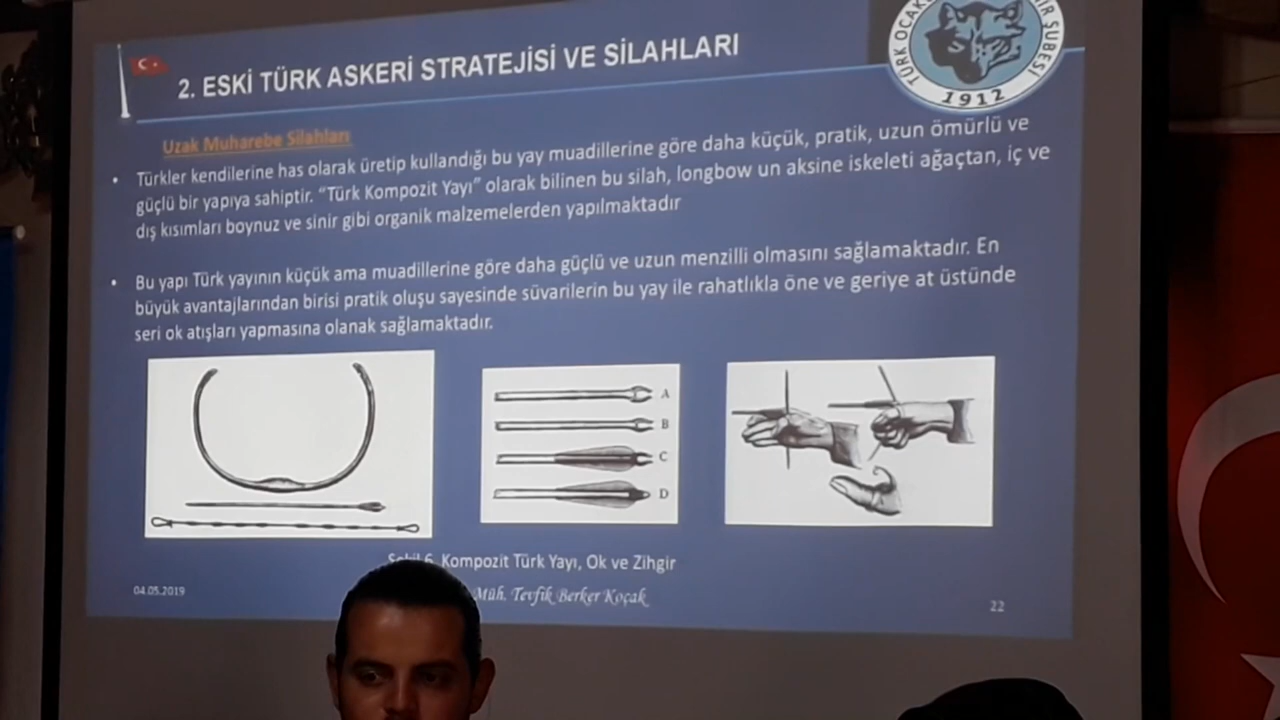 2. ESKİ TÜRK ASKERİ STRATEJİSİ VE SİLAHLARI
TÜRK OCAK
ŞUBESİ
1912
Uzak Muharebe Silahları
• Türkler kendilerine has olarak üretip kullandığı bu yay muadillerine göre daha küçük, pratik, uzun ömürlü ve
güçlü bir yapıya sahiptir. “Türk Kompozit Yayı” olarak bilinen bu silah, longbow un aksine iskeleti ağaçtan, iç ve
dış kısımları boynuz ve sinir gibi organik malzemelerden yapılmaktadır
• Bu yapı Türk yayının küçük ama muadillerine göre daha güçlü ve uzun menzilli olmasını sağlamaktadır. En
büyük avantajlarından birisi pratik oluşu sayesinde süvarilerin bu yay ile rahatlıkla öne ve geriye at üstünde
seri ok atışları yapmasına olanak sağlamaktadır.
A
B
C
D
6. Kompozit Türk Yayı, Ok ve Zihgir
04.05.2019
Müh. Tevfik Berker Koçak
22